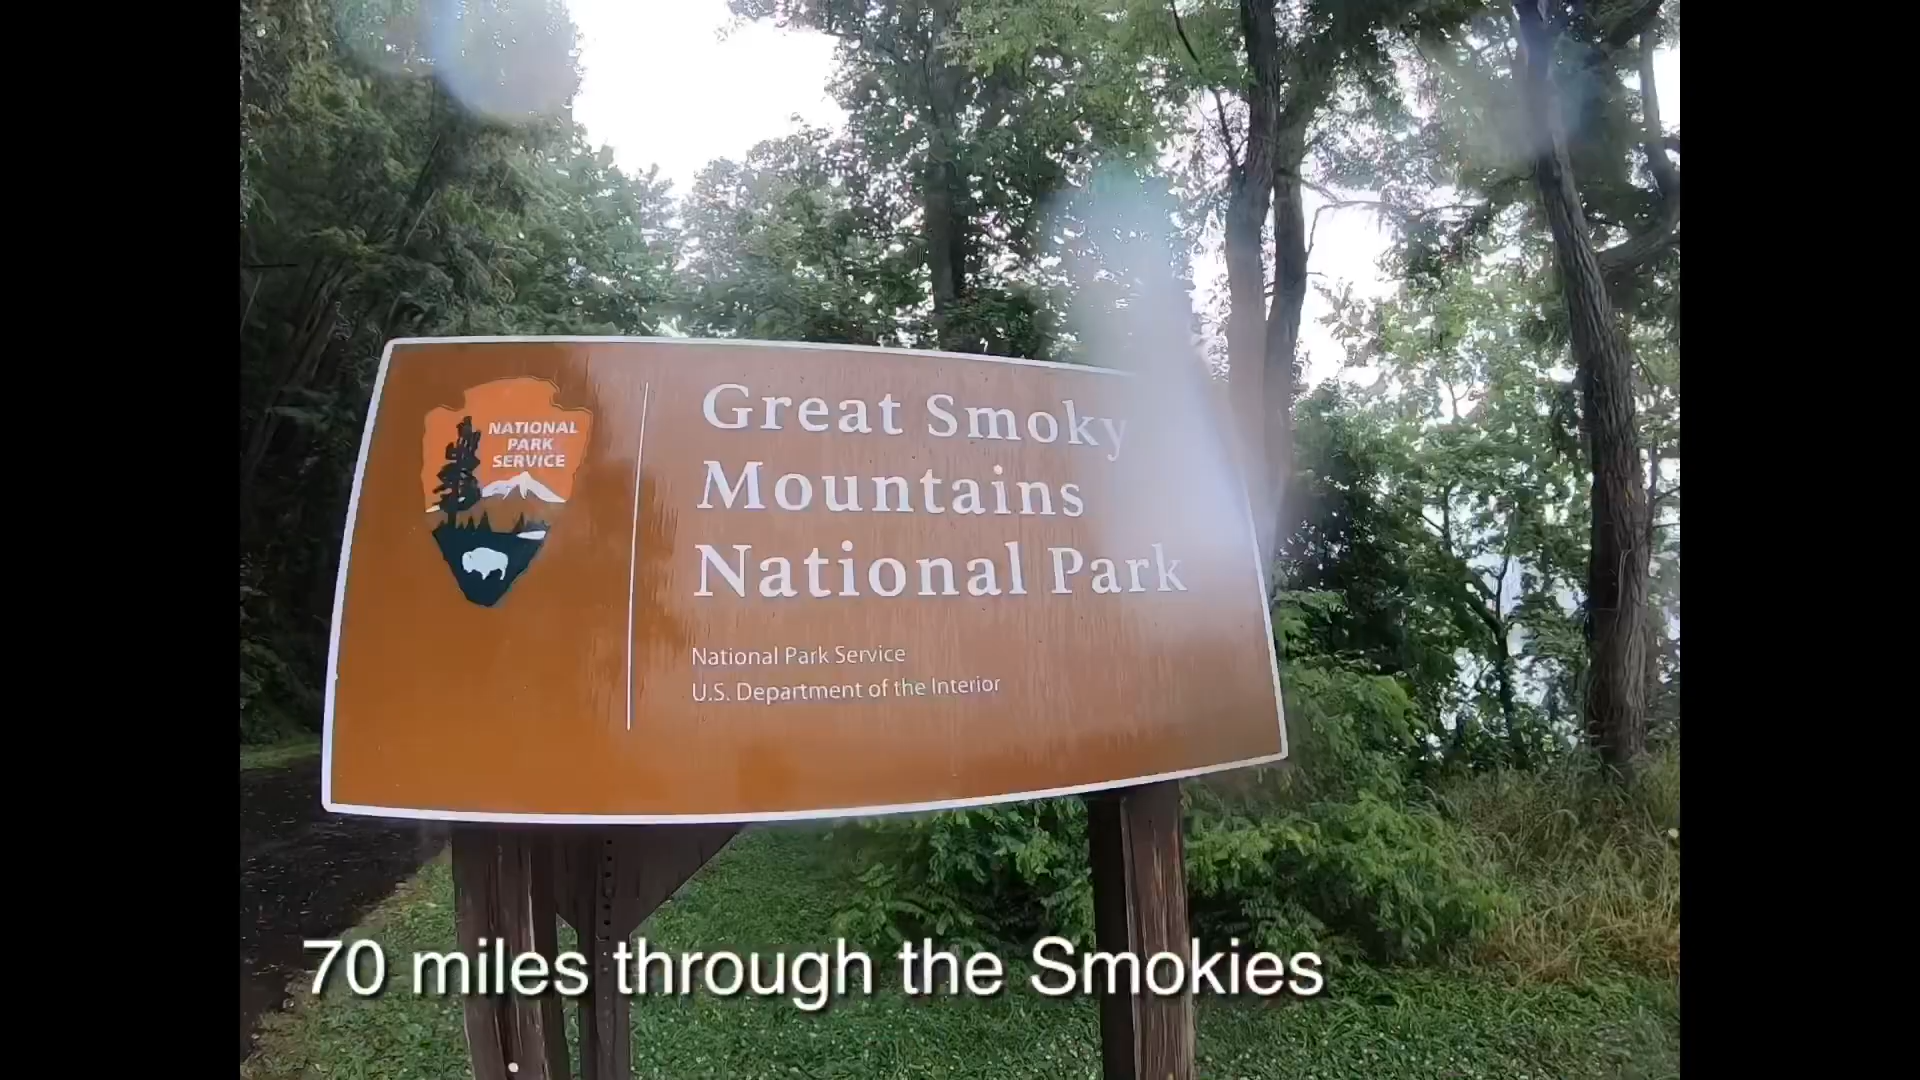 NATIONAL
PARK
SERVICE
Great Smoky
Mountains
National Park
National Park Service
U.S. Department of the Interior
70 miles through the Smokies